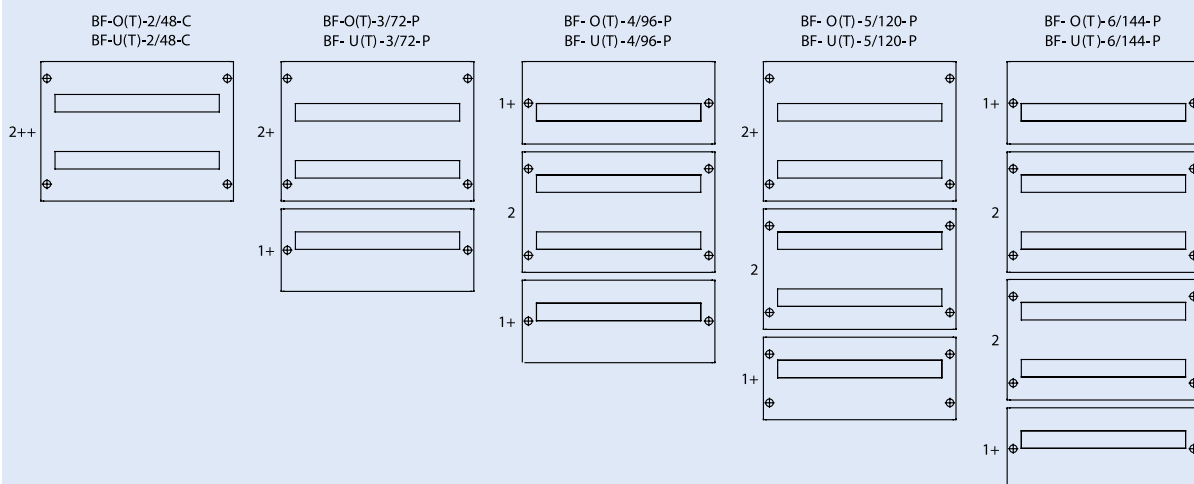 BF-O(T)-2/48-C
BF-U(T)-2/48-C
BF-O(T)-3/72-P
BF- U(T)-3/72-P
BF- O(T)-4/96-P
BF- U(T)-4/96-P
BF- O(T)-5/120-P
BF- U(T)-5/120-P
BF- O(T)-6/144-P
BF- U(T)-6/144-P
2++
2+
1+
1+
2
1+
2+
2
1+
1+
2
2
1+